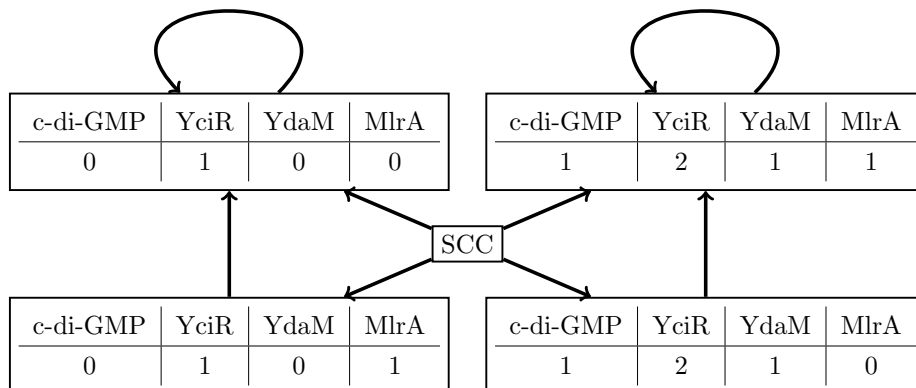 c-di-GMP YciR YdaM MlrA c-di-GMP YciR YdaM MlrA
0 1 0 0 1 2 1 1
SCC
c-di-GMP YciR YdaM MlrA c-di-GMP YciR YdaM MlrA
0 1 0 1 1 2 1 0